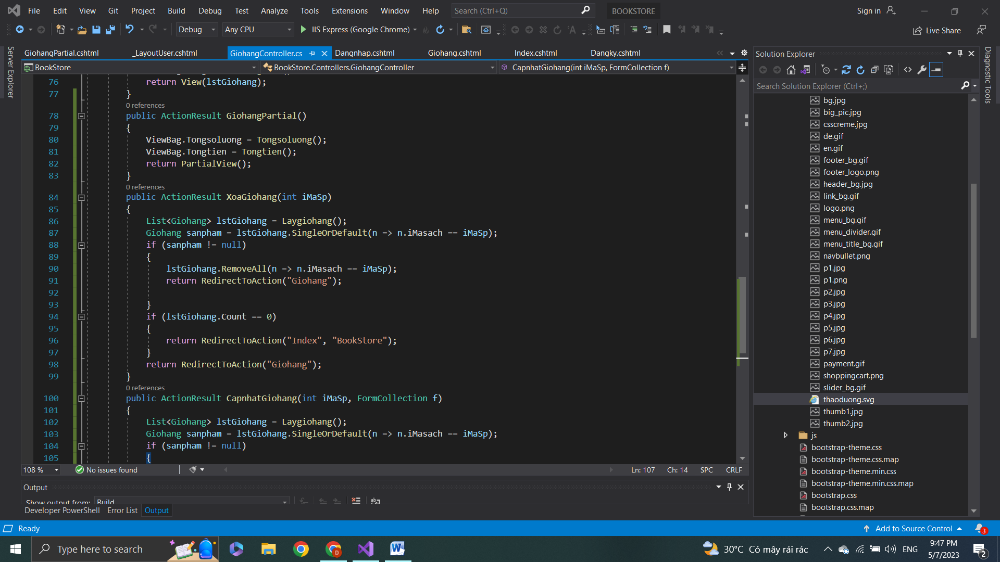 File Edit View Git Project Build Debug Test Analyze Tools Extensions Window Help Search (Ctrl+Q) BOOKSTORE Sign in
Debug Any CPU IIS Express (Google Chrome) Live Share
Server Explorer
GiohangPartial.cshtml _LayoutUser.cshtml GiohangController.cs Dangnhap.cshtml Giohang.cshtml Index.cshtml Dangky.cshtml
BookStore BookStore.Controllers.GiohangController CapnhatGiohang(int iMaSp, FormCollection f)
76 return View(lstGiohang);
77 }
0 references
78 public ActionResult GiohangPartial()
79 {
80 ViewBag.Tongsoluong = Tongsoluong();
81 ViewBag.Tongtien = Tongtien();
82 return PartialView();
83 }
0 references
84 public ActionResult XoaGiohang(int iMaSp)
85 {
86 List<Giohang> lstGiohang = Laygiohang();
87 Giohang sanpham = lstGiohang.SingleOrDefault(n => n.iMasach == iMaSp);
88 if (sanpham != null)
89 {
90 lstGiohang.RemoveAll(n => n.iMasach == iMaSp);
91 return RedirectToAction("Giohang");
92
93 }
94 if (lstGiohang.Count == 0)
95 {
96 return RedirectToAction("Index", "BookStore");
97 }
98 return RedirectToAction("Giohang");
99 }
0 references
100 public ActionResult CapnhatGiohang(int iMaSp, FormCollection f)
101 {
102 List<Giohang> lstGiohang = Laygiohang();
103 Giohang sanpham = lstGiohang.SingleOrDefault(n => n.iMasach == iMaSp);
104 if (sanpham != null)
105 {
108 % No issues found Ln: 107 Ch: 14 SPC CRLF
Output
Show output from: Build
Developer PowerShell Error List Output
Solution Explorer
Search Solution Explorer (Ctrl+;)
bg.jpg
big_pic.jpg
csscreme.jpg
de.gif
en.gif
footer_bg.gif
footer_logo.png
header_bg.jpg
link_bg.gif
logo.png
menu_bg.gif
menu_divider.gif
menu_title_bg.gif
navbullet.png
p1.jpg
p1.png
p2.jpg
p3.jpg
p4.jpg
p5.jpg
p6.jpg
p7.jpg
payment.gif
shoppingcart.png
slider_bg.gif
thaoduong.svg
thumb1.jpg
thumb2.jpg
js
bootstrap-theme.css
bootstrap-theme.css.map
bootstrap-theme.min.css
bootstrap-theme.min.css.map
bootstrap.css
bootstrap.css.map
Diagnostic Tools
Ready Add to Source Control 3
Type here to search 30°C Có mây rải rác ENG 9:47 PM
5/7/2023 2